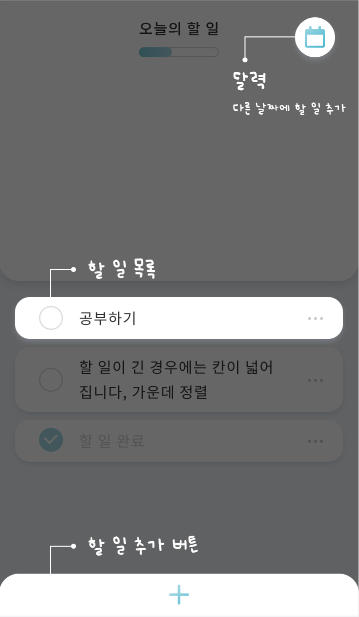 오늘의 할 일
달력
다른 날짜에 할 일 추가
할 일 목록
공부하기
할 일이 긴 경우에는 칸이 넓어
집니다, 가운데 정렬
할 일 완료
할 일 추가 버튼